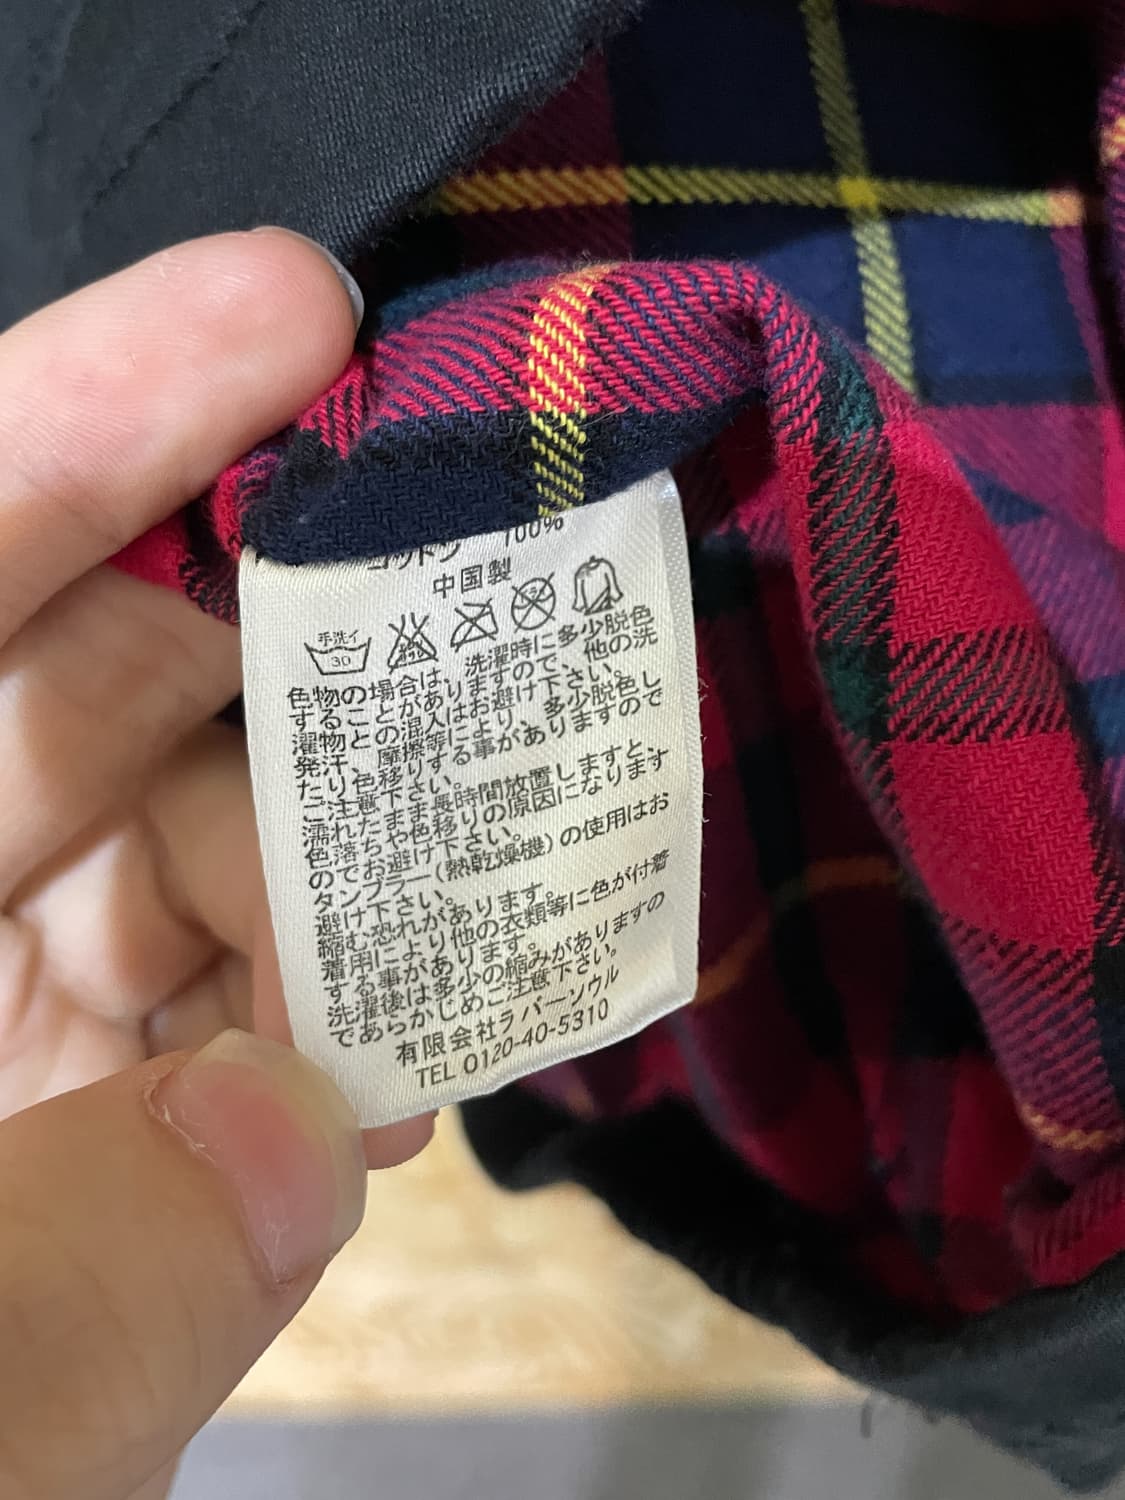 コットン 100%
中国製
手洗イ
30
色物の場合は、洗濯時に多少脱色
することがありますので、他の洗
濯物との混入はお避け下さい。
発汗、摩擦等により、多少脱色し
たり、色移りする事がありますので
ご注意下さい。
濡れたまま長時間放置しますと、
色落ちや色移りの原因になります
のでお避け下さい。
タンブラー(熱乾燥機)の使用はお
避け下さい。
縮む恐れがあります。
着用により他の衣類等に色が付着
する事があります。
洗濯後は多少の縮みがありますの
であらかじめご注意下さい。
有限会社ラバーソウル
TEL 0120-40-5310